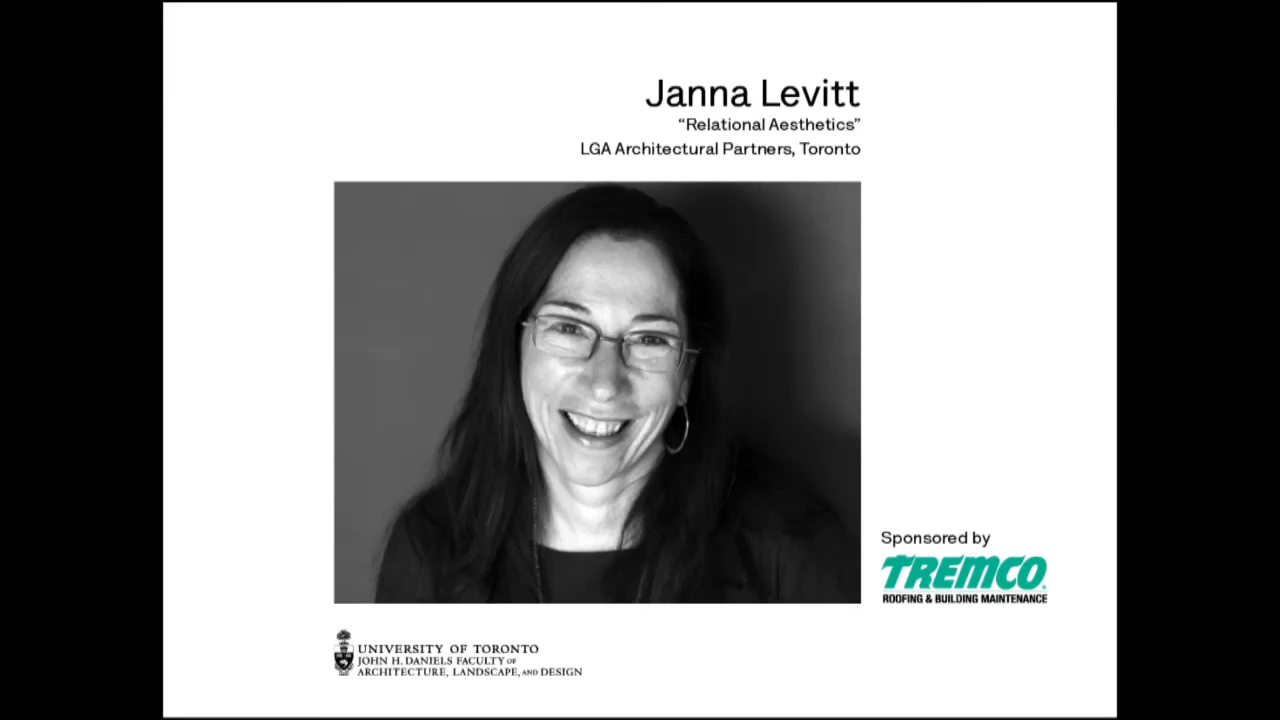 Janna Levitt
“Relational Aesthetics”
LGA Architectural Partners, Toronto
Sponsored by
TREMCO
ROOFING & BUILDING MAINTENANCE
UNIVERSITY OF TORONTO
JOHN H. DANIELS FACULTY OF
ARCHITECTURE, LANDSCAPE, AND DESIGN